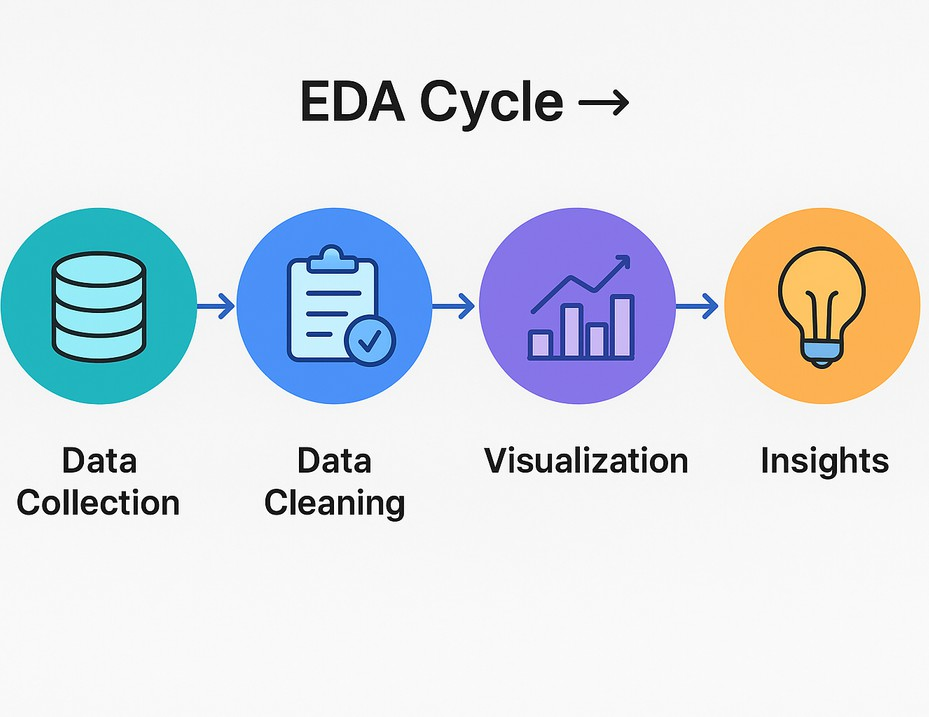 EDA Cycle →
Data
Collection
Data
Cleaning
Visualization
Insights